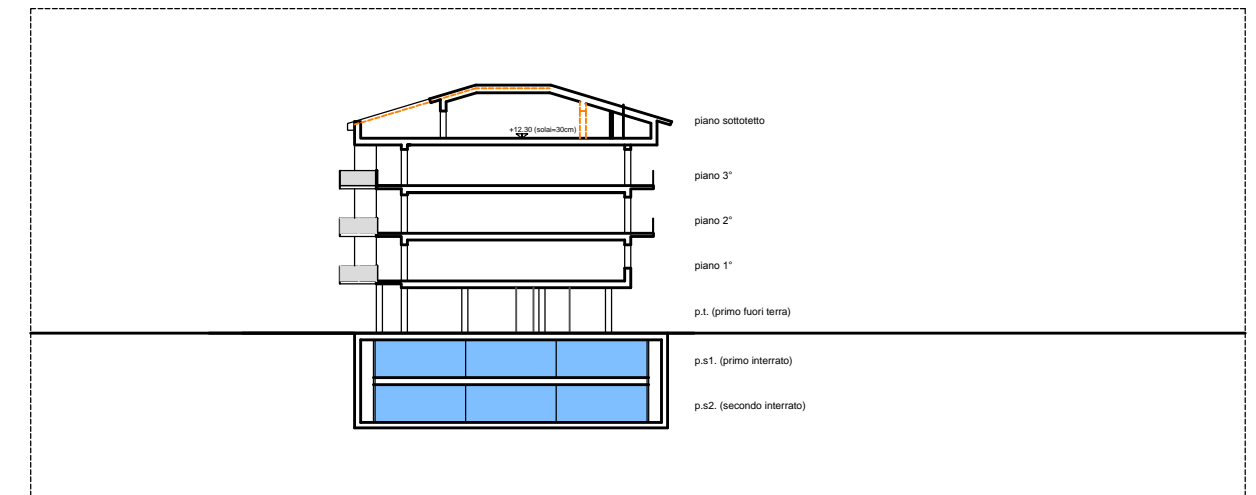 piano sottotetto
+12.30 (solai=30cm)
piano 3°
piano 2°
piano 1°
p.t. (primo fuori terra)
p.s1. (primo interrato)
p.s2. (secondo interrato)